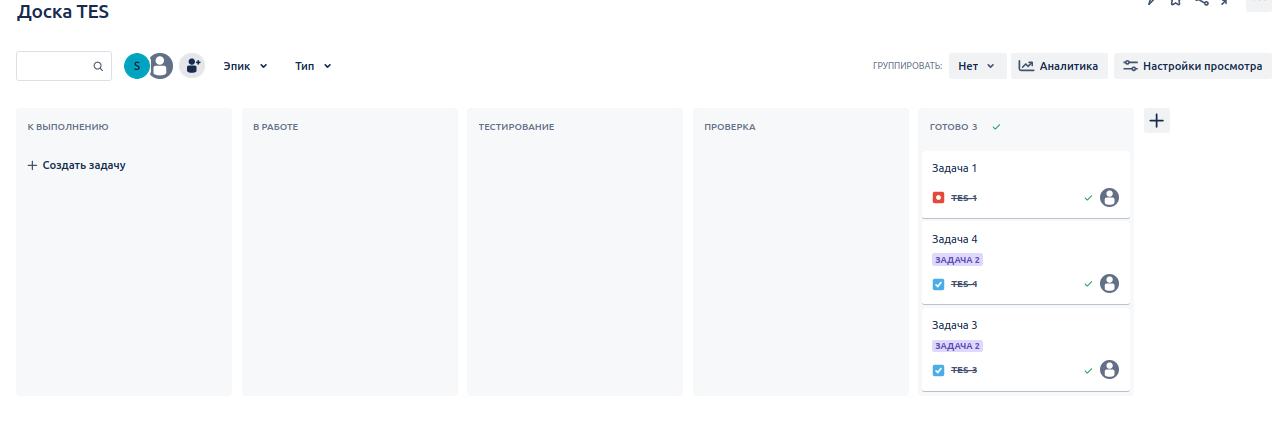 Доска TES
S
Эпик
Тип
ГРУППИРОВАТЬ:
Нет
Аналитика
Настройки просмотра
К ВЫПОЛНЕНИЮ
+ Создать задачу
В РАБОТЕ
ТЕСТИРОВАНИЕ
ПРОВЕРКА
ГОТОВО 3
Задача 1
TES-1
Задача 4
ЗАДАЧА 2
TES-4
Задача 3
ЗАДАЧА 2
TES-3